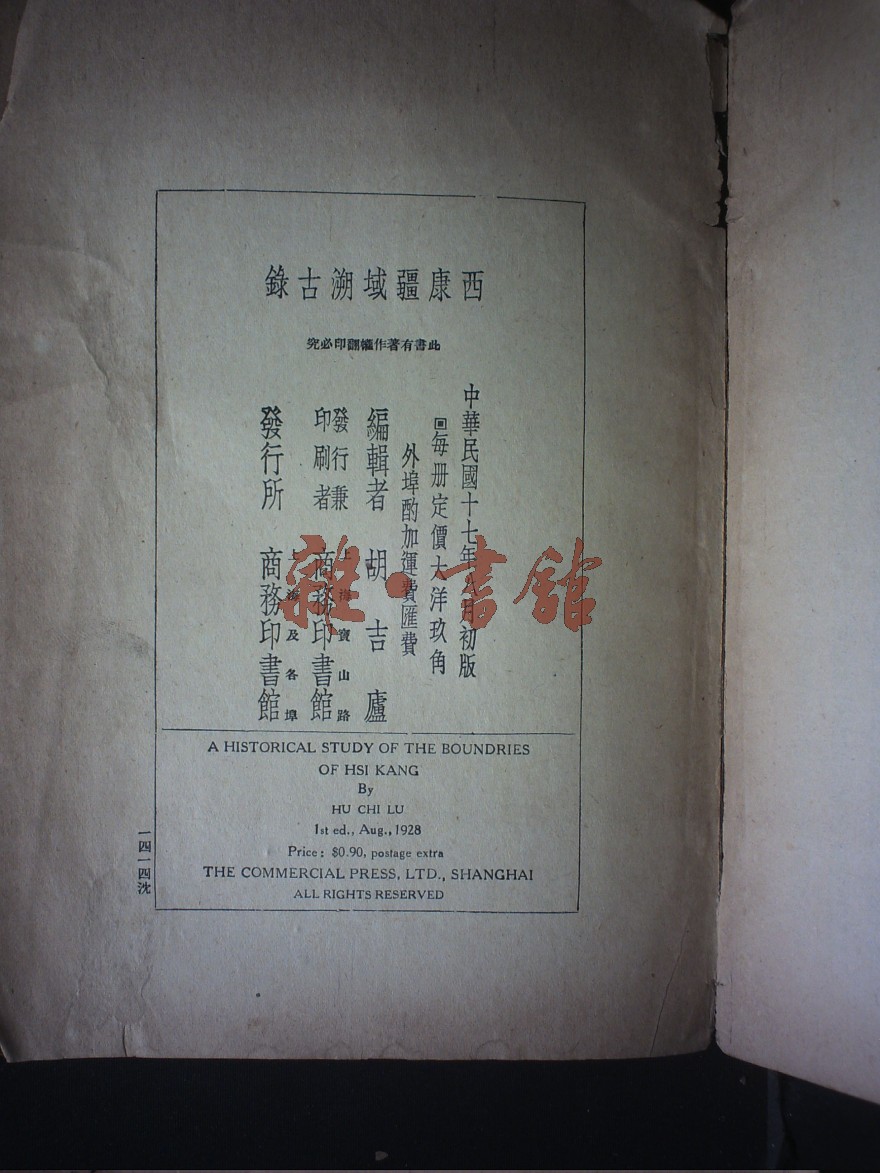 西康疆域溯古錄
此書有著作權翻印必究
中華民國十七年八月初版
回每册定價大洋玖角
外埠酌加運費匯費
編輯者 胡吉廬
發行兼印刷者 上海寶山路 商務印書館
發行所 上海及各埠 商務印書館
A HISTORICAL STUDY OF THE BOUNDRIES
OF HSI KANG
By
HU CHI LU
1st ed., Aug., 1928
Price: $0.90, postage extra
THE COMMERCIAL PRESS, LTD., SHANGHAI
ALL RIGHTS RESERVED
一四一四沈
雜·書館